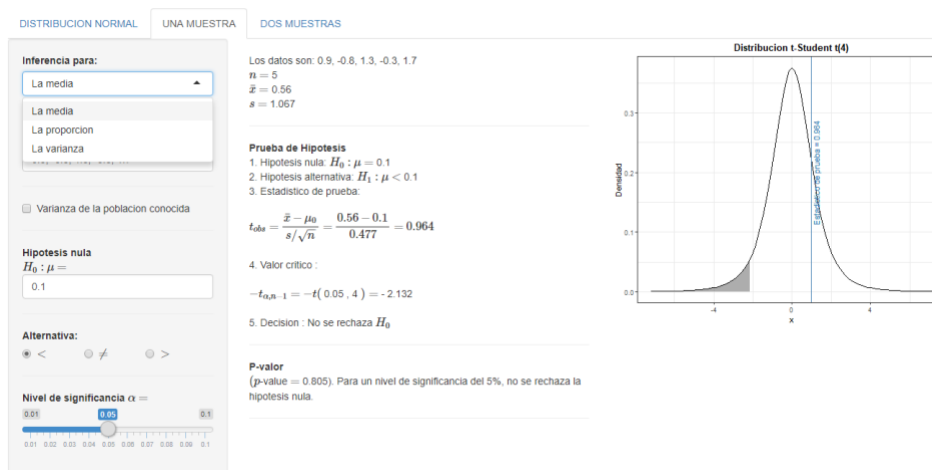 DISTRIBUCION NORMAL UNA MUESTRA DOS MUESTRAS
Inferencia para:
La media
La media
La proporcion
La varianza
Varianza de la poblacion conocida
Hipotesis nula
H₀ : μ =
0.1
Alternativa:
< ≠ >
Nivel de significancia α =
0.01 0.05 0.1
0.01 0.02 0.03 0.04 0.05 0.06 0.07 0.08 0.09 0.1
Los datos son: 0.9, -0.8, 1.3, -0.3, 1.7
n = 5
x̄ = 0.56
s = 1.067
Prueba de Hipotesis
1. Hipotesis nula: H₀ : μ = 0.1
2. Hipotesis alternativa: H₁ : μ < 0.1
3. Estadistico de prueba:
t_obs = (x̄ − μ₀)/(s/√n) = (0.56 − 0.1)/0.477 = 0.964
4. Valor critico :
−t_α,n−1 = −t( 0.05 , 4 ) = - 2.132
5. Decision : No se rechaza H₀
P-valor
(p-value = 0.805). Para un nivel de significancia del 5%, no se rechaza la
hipotesis nula.
Distribucion t-Student t(4)
Densidad
0.3
0.2
0.1
0.0
Estadistico de prueba = 0.964
-4 0 4
x